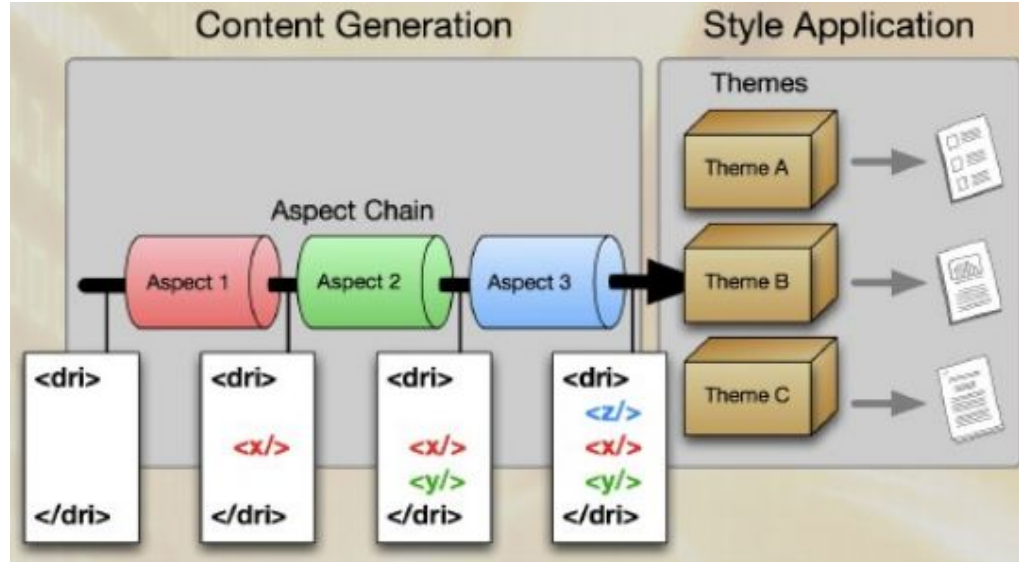 Content Generation
Style Application
Themes
Theme A
Aspect Chain
Aspect 1
Aspect 2
Aspect 3
Theme B
Theme C
<dri>
</dri>
<dri>
<x/>
</dri>
<dri>
<x/>
<y/>
</dri>
<dri>
<z/>
<x/>
<y/>
</dri>